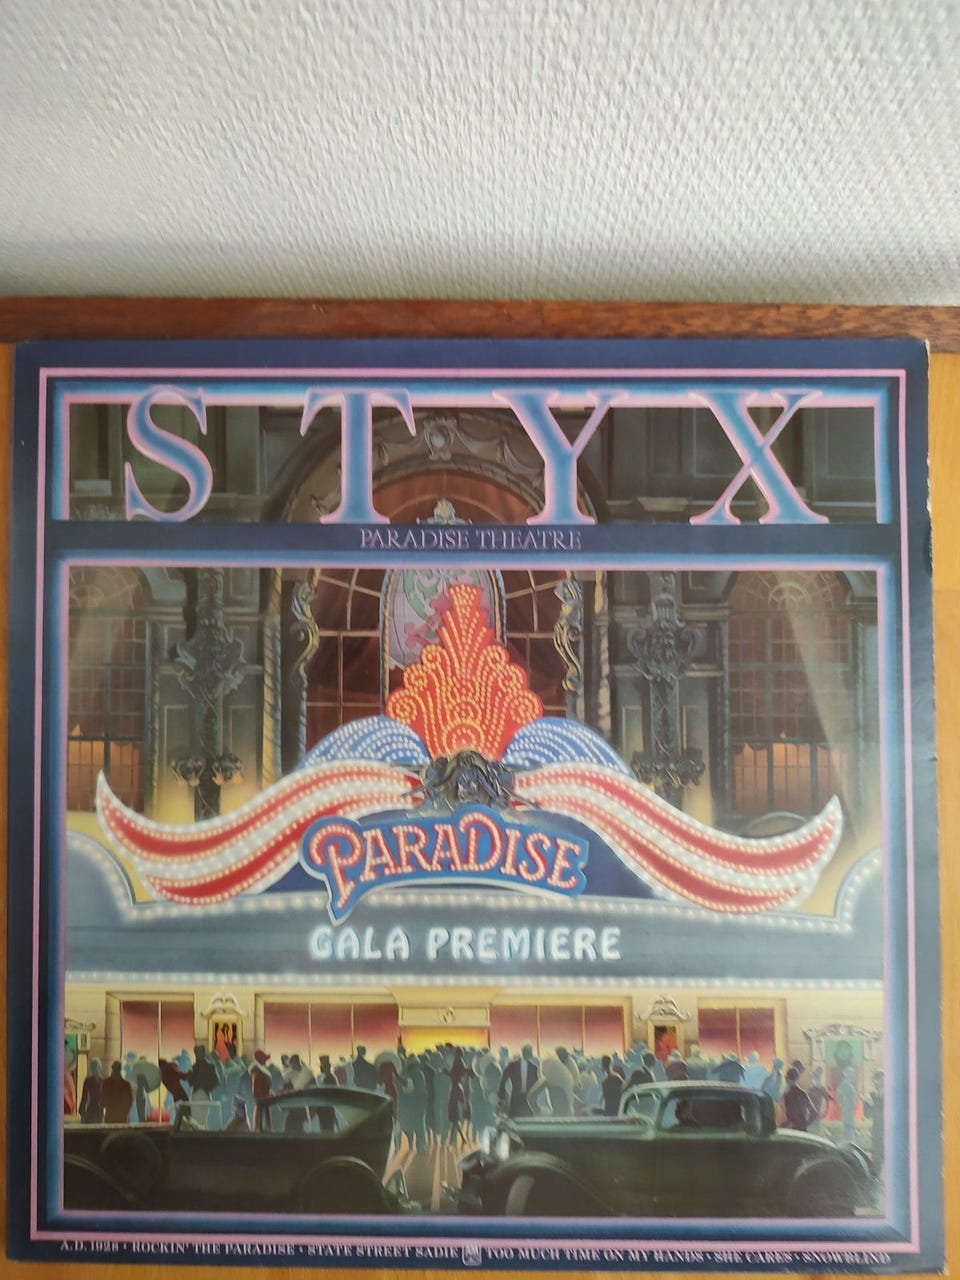 STYX
PARADISE THEATRE
PARADISE
GALA PREMIERE
A.D. 1928 • ROCKIN' THE PARADISE • STATE STREET SADIE A&M TOO MUCH TIME ON MY HANDS • SHE CARES • SNOWBLIND